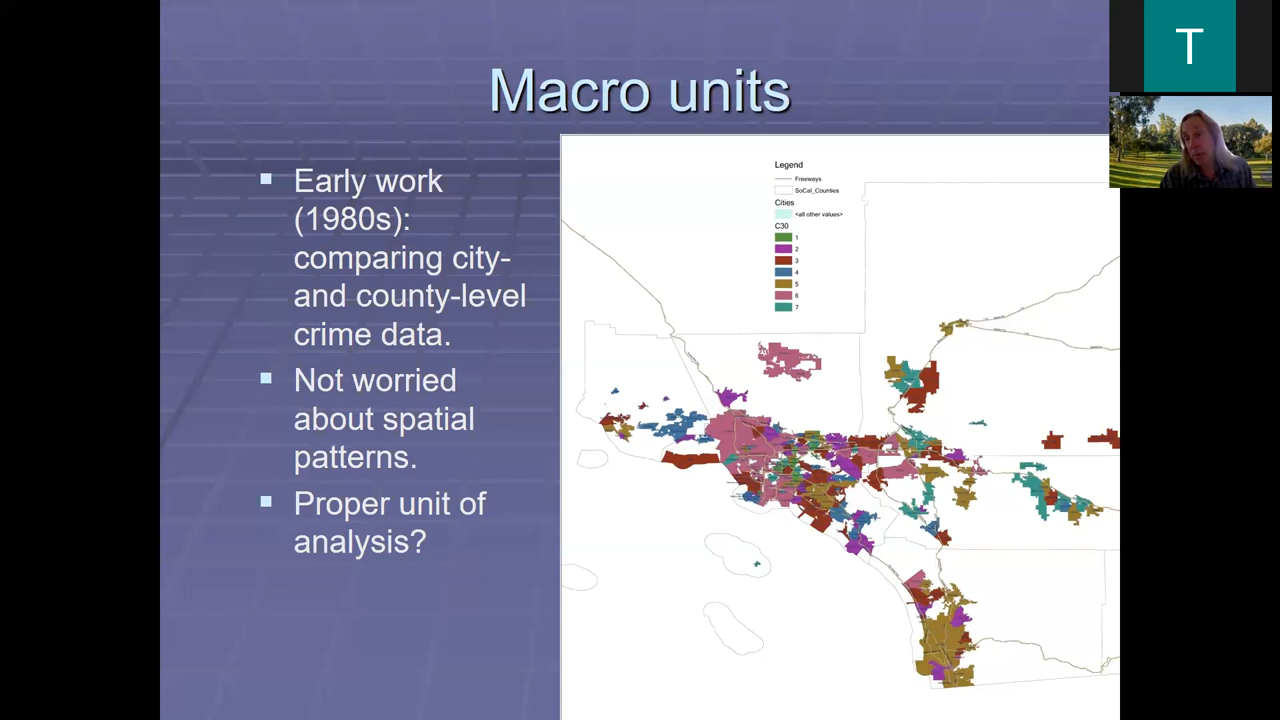 Macro units
T
Early work
(1980s):
comparing city-
and county-level
crime data.
Not worried
about spatial
patterns.
Proper unit of
analysis?
Legend
Freeways
SoCal_Counties
Cities
<all other values>
C30
1
2
3
4
5
6
7